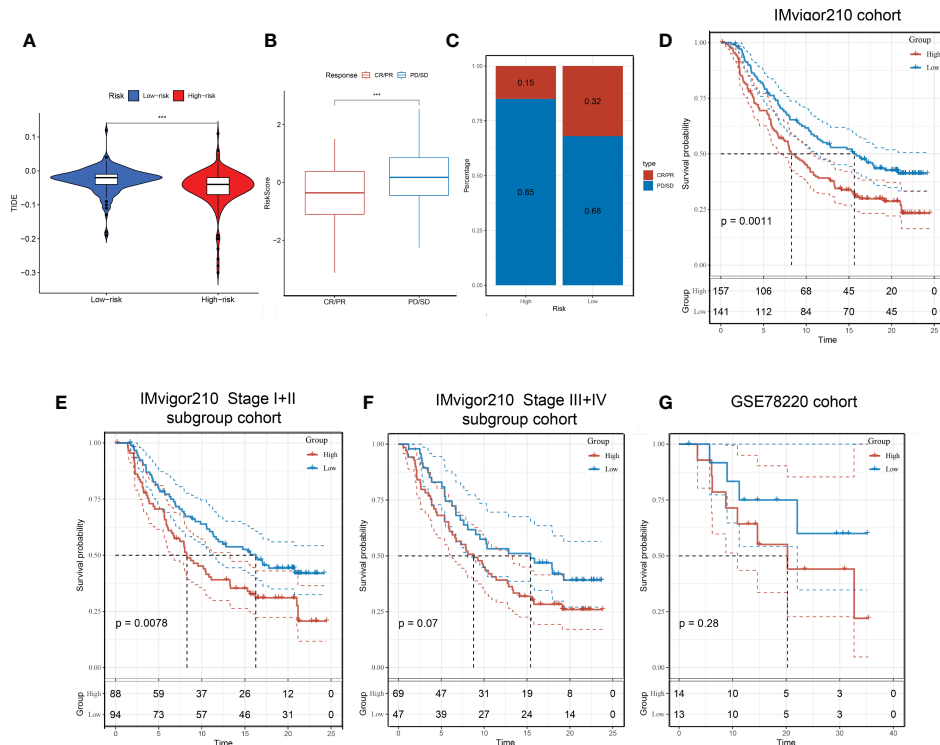 A
Risk Low-risk High-risk
***
0.1
0.0
−0.1
−0.2
−0.3
TIDE
Low-risk
High-risk
B
Response CR/PR PD/SD
***
2
0
−2
RiskScore
CR/PR
PD/SD
C
1.00
0.75
0.50
0.25
0.00
Percentage
0.15
0.85
0.32
0.68
High
Low
Risk
type
CR/PR
PD/SD
IMvigor210 cohort
D
Group
High
Low
1.00
0.75
0.50
0.25
0.00
Survival probability
p = 0.0011
Group
High 157 106 68 45 20 0
Low 141 112 84 70 45 0
0 5 10 15 20 25
Time
E
IMvigor210 Stage I+II
subgroup cohort
Group
High
Low
1.00
0.75
0.50
0.25
0.00
Survival probability
p = 0.0078
Group
High 88 59 37 26 12 0
Low 94 73 57 46 31 0
0 5 10 15 20 25
Time
F
IMvigor210 Stage III+IV
subgroup cohort
Group
High
Low
1.00
0.75
0.50
0.25
0.00
Survival probability
p = 0.07
Group
High 69 47 31 19 8 0
Low 47 39 27 24 14 0
0 5 10 15 20 25
Time
G
GSE78220 cohort
Group
High
Low
1.00
0.75
0.50
0.25
0.00
Survival probability
p = 0.28
Group
High 14 10 5 3 0
Low 13 10 5 3 0
0 10 20 30 40
Time